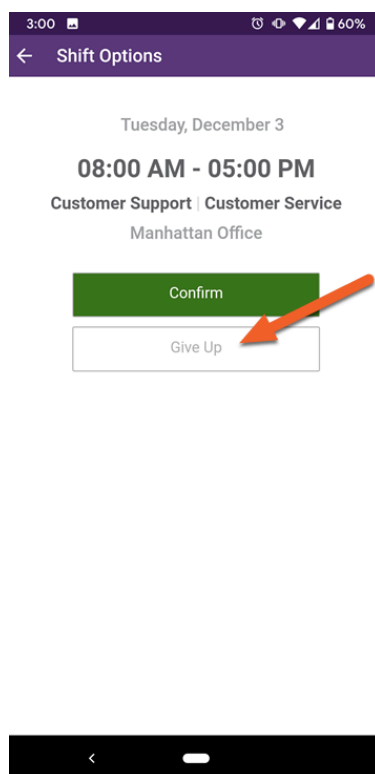 3:00 60%
Shift Options
Tuesday, December 3
08:00 AM - 05:00 PM
Customer Support | Customer Service
Manhattan Office
Confirm
Give Up